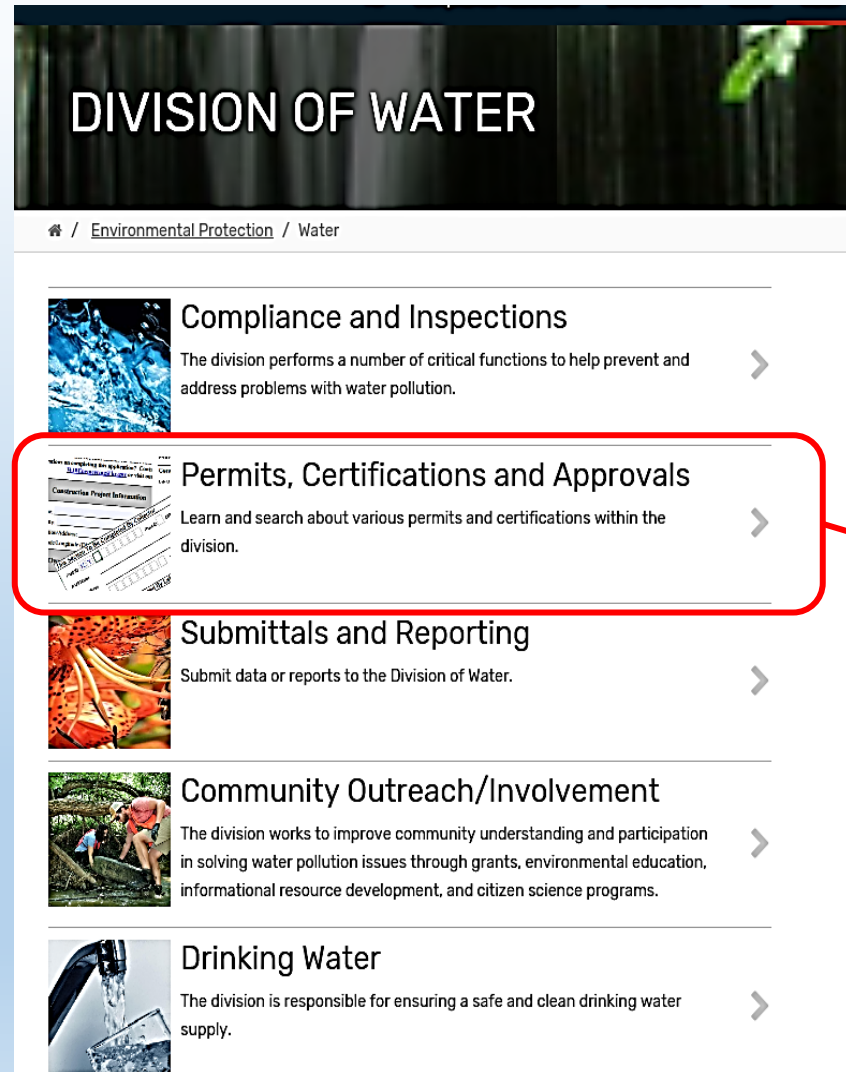 DIVISION OF WATER
/ Environmental Protection / Water
Compliance and Inspections
The division performs a number of critical functions to help prevent and
address problems with water pollution.
Construction Project Information
Permits, Certifications and Approvals
Learn and search about various permits and certifications within the
division.
Submittals and Reporting
Submit data or reports to the Division of Water.
Community Outreach/Involvement
The division works to improve community understanding and participation
in solving water pollution issues through grants, environmental education,
informational resource development, and citizen science programs.
Drinking Water
The division is responsible for ensuring a safe and clean drinking water
supply.